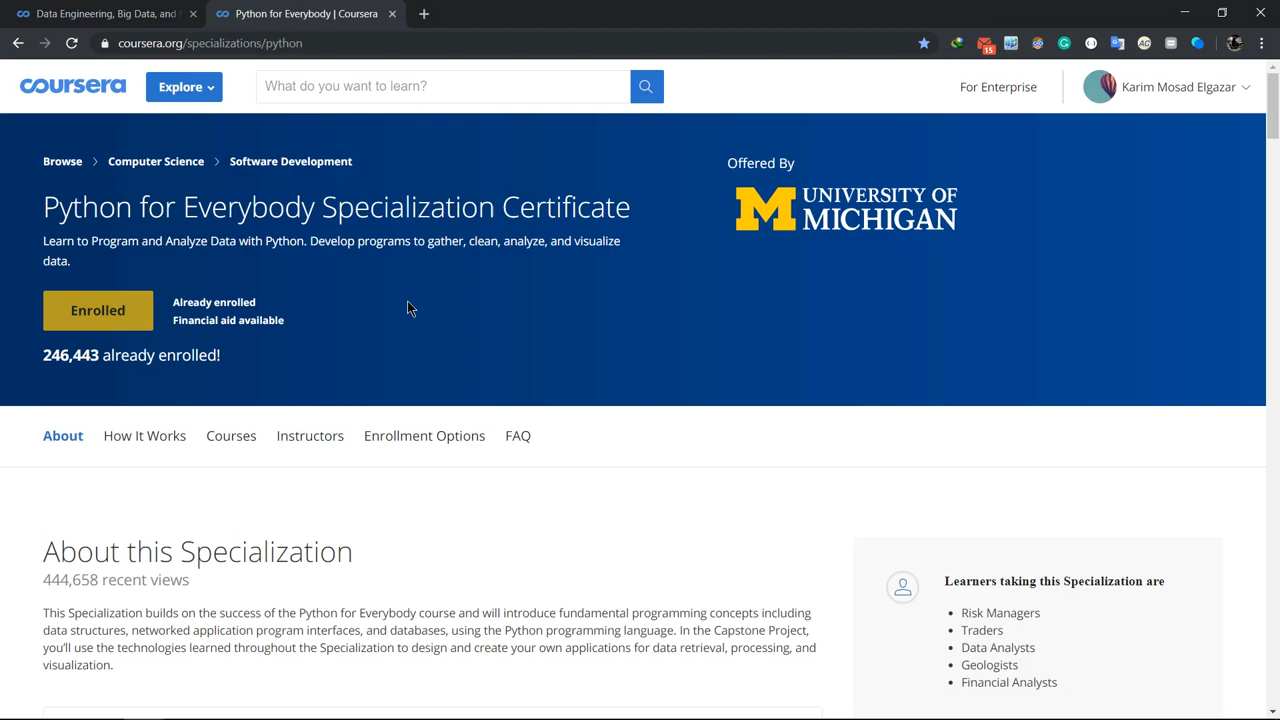 Data Engineering, Big Data, and
Python for Everybody | Coursera
coursera.org/specializations/python
15
coursera
Explore
What do you want to learn?
For Enterprise
Karim Mosad Elgazar
Browse > Computer Science > Software Development
Python for Everybody Specialization Certificate
Learn to Program and Analyze Data with Python. Develop programs to gather, clean, analyze, and visualize
data.
Enrolled
Already enrolled
Financial aid available
246,443 already enrolled!
Offered By
M UNIVERSITY OF
MICHIGAN
About
How It Works
Courses
Instructors
Enrollment Options
FAQ
About this Specialization
444,658 recent views
This Specialization builds on the success of the Python for Everybody course and will introduce fundamental programming concepts including
data structures, networked application program interfaces, and databases, using the Python programming language. In the Capstone Project,
you’ll use the technologies learned throughout the Specialization to design and create your own applications for data retrieval, processing, and
visualization.
Learners taking this Specialization are
• Risk Managers
• Traders
• Data Analysts
• Geologists
• Financial Analysts